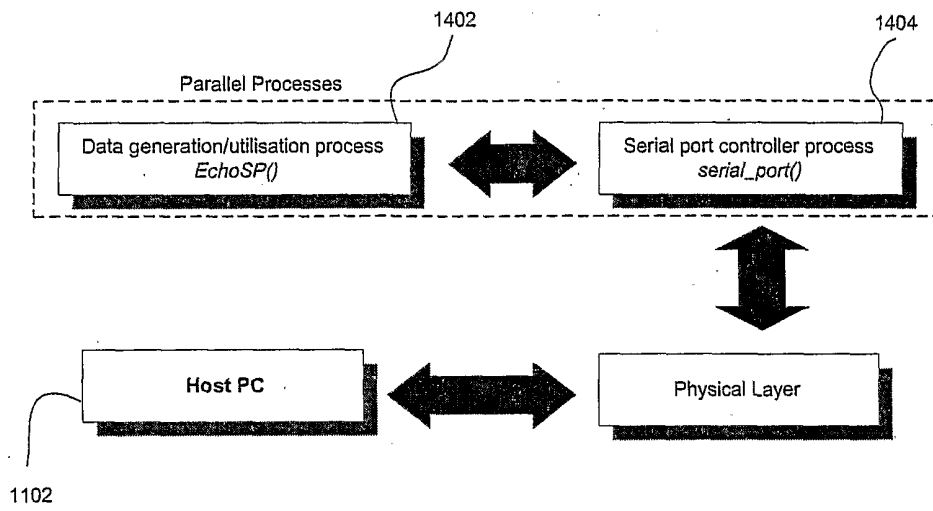 1402
1404
Parallel Processes
Data generation/utilisation process
EchoSP()
Serial port controller process
serial_port()
Host PC
Physical Layer
1102